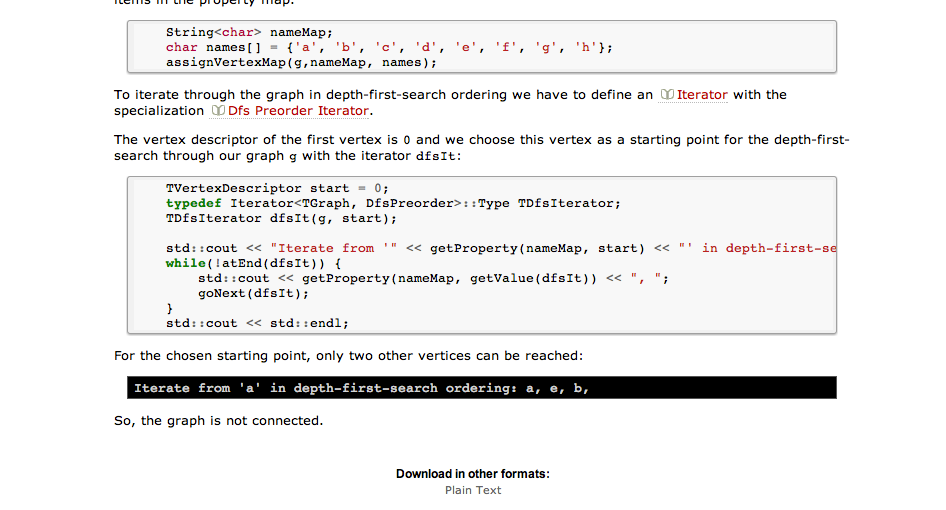 items in the property map.
String<char> nameMap;
char names[] = {'a', 'b', 'c', 'd', 'e', 'f', 'g', 'h'};
assignVertexMap(g,nameMap, names);
To iterate through the graph in depth-first-search ordering we have to define an Iterator with the
specialization Dfs Preorder Iterator.
The vertex descriptor of the first vertex is 0 and we choose this vertex as a starting point for the depth-first-
search through our graph g with the iterator dfsIt:
TVertexDescriptor start = 0;
typedef Iterator<TGraph, DfsPreorder>::Type TDfsIterator;
TDfsIterator dfsIt(g, start);
std::cout << "Iterate from '" << getProperty(nameMap, start) << "' in depth-first-se
while(!atEnd(dfsIt)) {
std::cout << getProperty(nameMap, getValue(dfsIt)) << ", ";
goNext(dfsIt);
}
std::cout << std::endl;
For the chosen starting point, only two other vertices can be reached:
Iterate from 'a' in depth-first-search ordering: a, e, b,
So, the graph is not connected.
Download in other formats:
Plain Text